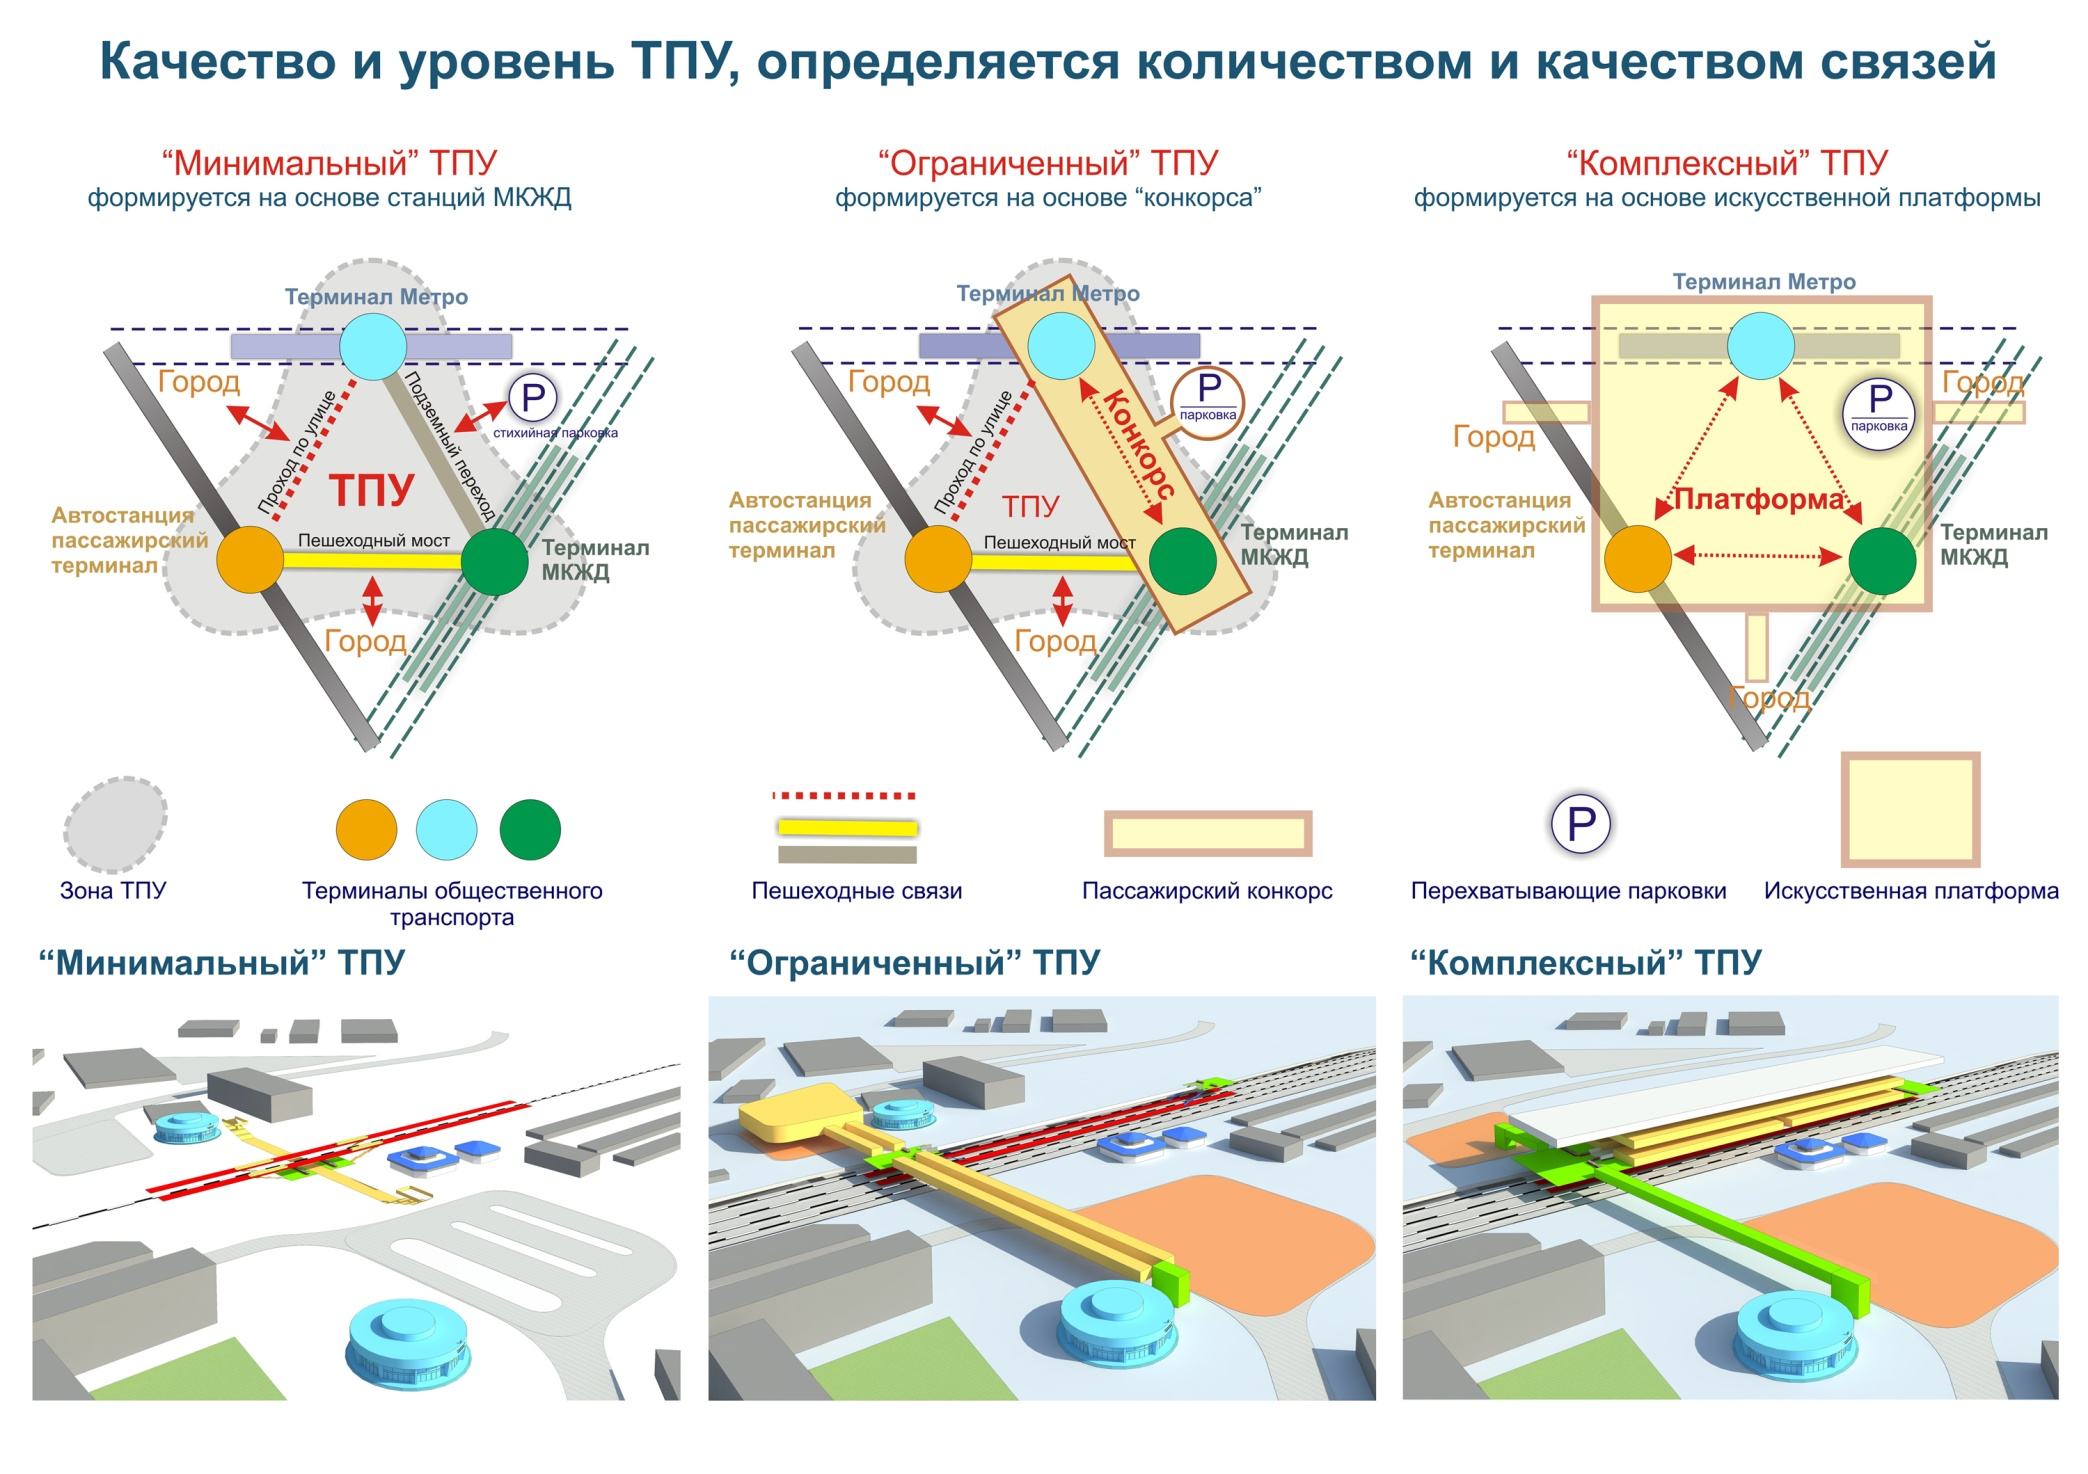 Качество и уровень ТПУ, определяется количеством и качеством связей
“Минимальный” ТПУ
формируется на основе станций МКЖД
Терминал Метро
Город
Проход по улице
Подземный переход
P
стихийная парковка
ТПУ
Автостанция
пассажирский
терминал
Пешеходный мост
Терминал
МКЖД
Город
“Ограниченный” ТПУ
формируется на основе “конкорса”
Терминал Метро
Город
Проход по улице
Конкорс
P
парковка
ТПУ
Автостанция
пассажирский
терминал
Пешеходный мост
Терминал
МКЖД
Город
“Комплексный” ТПУ
формируется на основе искусственной платформы
Терминал Метро
Город
Город
P
парковка
Платформа
Автостанция
пассажирский
терминал
Терминал
МКЖД
Город
P
Зона ТПУ
Терминалы общественного
транспорта
Пешеходные связи
Пассажирский конкорс
Перехватывающие парковки
Искусственная платформа
“Минимальный” ТПУ
“Ограниченный” ТПУ
“Комплексный” ТПУ